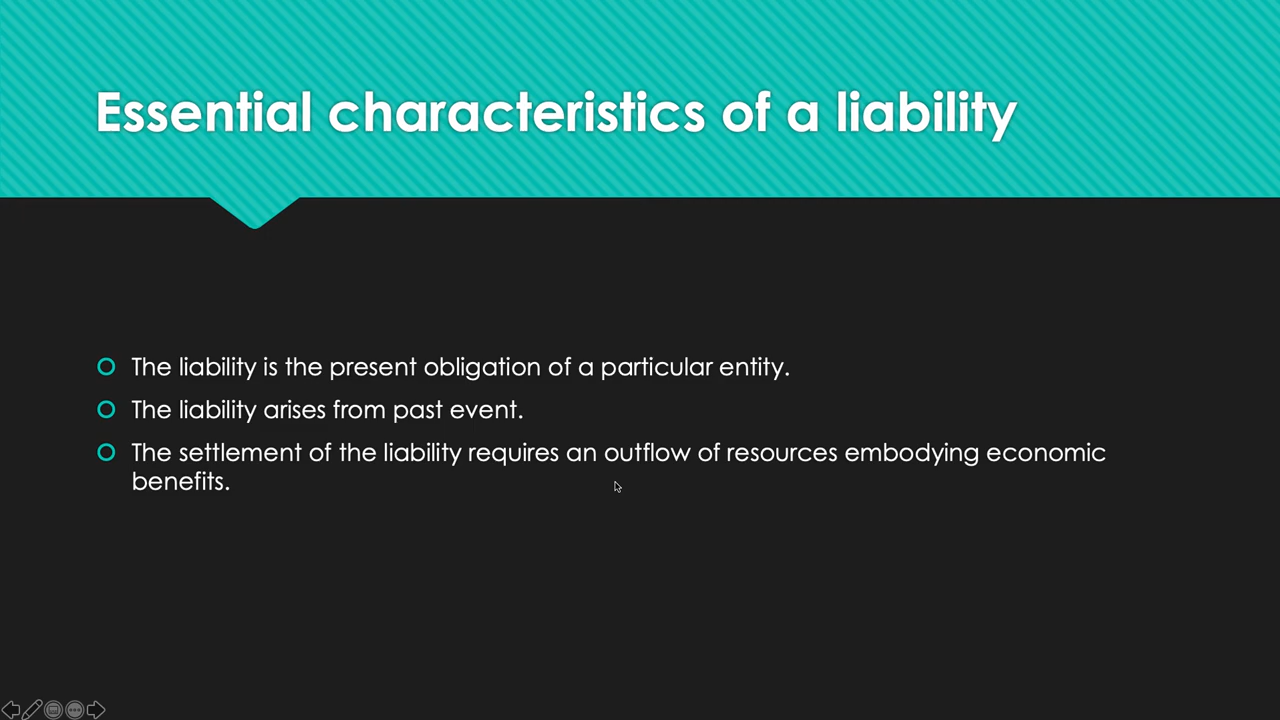 Essential characteristics of a liability
The liability is the present obligation of a particular entity.
The liability arises from past event.
The settlement of the liability requires an outflow of resources embodying economic
benefits.